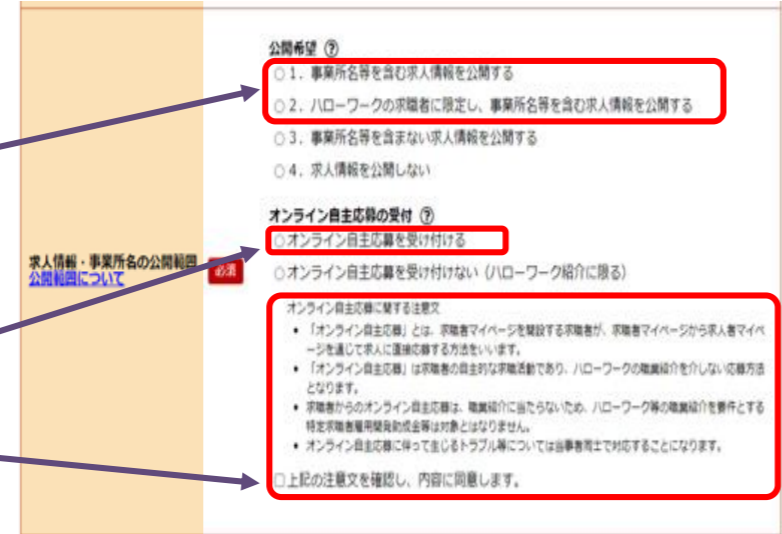 公開希望 ?
○1．事業所名等を含む求人情報を公開する
○2．ハローワークの求職者に限定し、事業所名等を含む求人情報を公開する
○3．事業所名等を含まない求人情報を公開する
○4．求人情報を公開しない
オンライン自主応募の受付 ?
○オンライン自主応募を受け付ける
求人情報・事業所名の公開範囲
公開範囲について
必須
○オンライン自主応募を受け付けない（ハローワーク紹介に限る）
オンライン自主応募に関する注意文
• 「オンライン自主応募」とは、求職者マイページを開設する求職者が、求職者マイページから求人者マイペ
ージを通じて求人に直接応募する方法をいいます。
• 「オンライン自主応募」は求職者の自主的な求職活動であり、ハローワークの職業紹介を介しない応募方法
となります。
• 求職者からのオンライン自主応募は、職業紹介に当たらないため、ハローワーク等の職業紹介を要件とする
特定求職者雇用開発助成金等は対象とはなりません。
• オンライン自主応募に伴って生じるトラブル等については当事者同士で対応することになります。
□上記の注意文を確認し、内容に同意します。